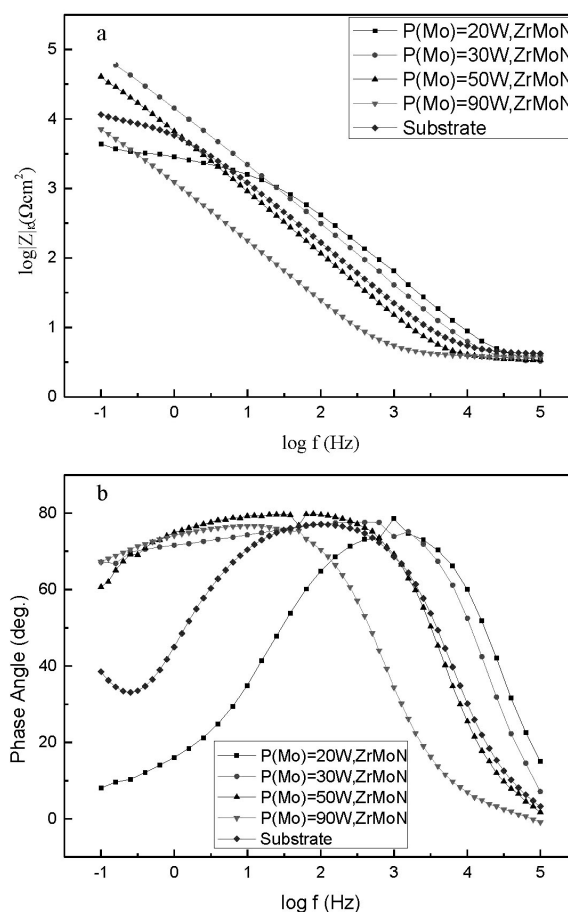 a
P(Mo)=20W,ZrMoN
P(Mo)=30W,ZrMoN
P(Mo)=50W,ZrMoN
P(Mo)=90W,ZrMoN
Substrate
log|Z| (Ωcm²)
5
4
3
2
1
0
-1 0 1 2 3 4 5
log f (Hz)
b
Phase Angle (deg.)
80
60
40
20
0
P(Mo)=20W,ZrMoN
P(Mo)=30W,ZrMoN
P(Mo)=50W,ZrMoN
P(Mo)=90W,ZrMoN
Substrate
-1 0 1 2 3 4 5
log f (Hz)